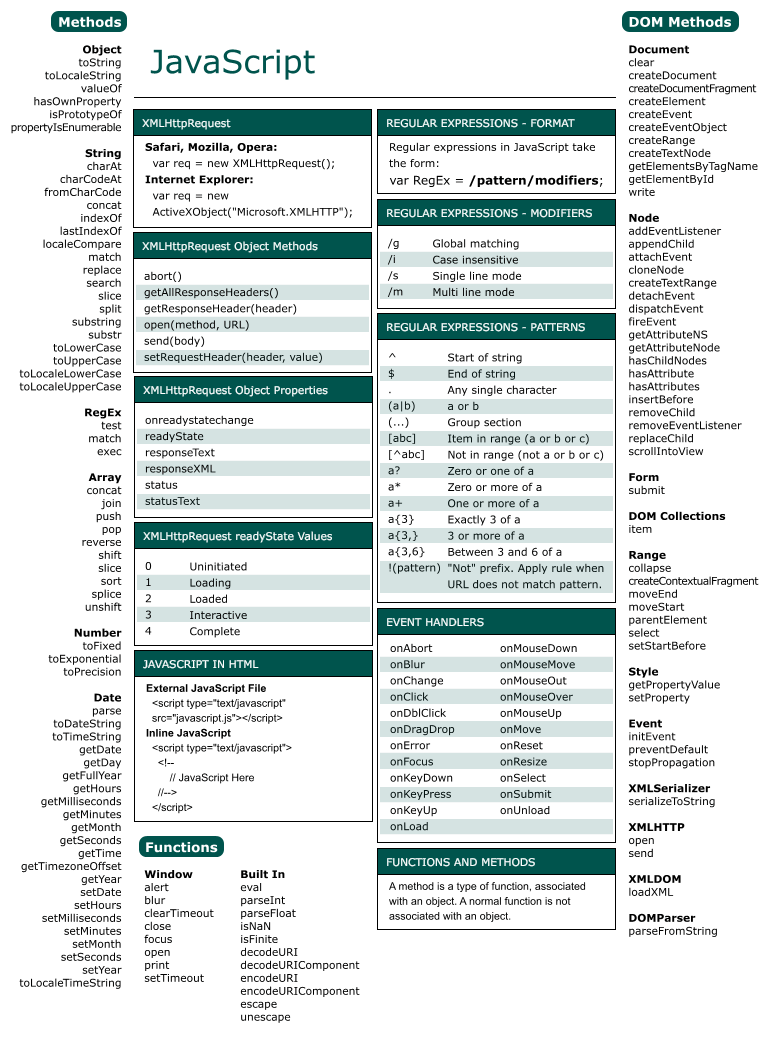 Methods
Object
toString
toLocaleString
valueOf
hasOwnProperty
isPrototypeOf
propertyIsEnumerable
String
charAt
charCodeAt
fromCharCode
concat
indexOf
lastIndexOf
localeCompare
match
replace
search
slice
split
substring
substr
toLowerCase
toUpperCase
toLocaleLowerCase
toLocaleUpperCase
RegEx
test
match
exec
Array
concat
join
push
pop
reverse
shift
slice
sort
splice
unshift
Number
toFixed
toExponential
toPrecision
Date
parse
toDateString
toTimeString
getDate
getDay
getFullYear
getHours
getMilliseconds
getMinutes
getMonth
getSeconds
getTime
getTimezoneOffset
getYear
setDate
setHours
setMilliseconds
setMinutes
setMonth
setSeconds
setYear
toLocaleTimeString
JavaScript
XMLHttpRequest
Safari, Mozilla, Opera:
var req = new XMLHttpRequest();
Internet Explorer:
var req = new
ActiveXObject("Microsoft.XMLHTTP");
XMLHttpRequest Object Methods
abort()
getAllResponseHeaders()
getResponseHeader(header)
open(method, URL)
send(body)
setRequestHeader(header, value)
XMLHttpRequest Object Properties
onreadystatechange
readyState
responseText
responseXML
status
statusText
XMLHttpRequest readyState Values
0 Uninitiated
1 Loading
2 Loaded
3 Interactive
4 Complete
JAVASCRIPT IN HTML
External JavaScript File
<script type="text/javascript"
src="javascript.js"></script>
Inline JavaScript
<script type="text/javascript">
<!--
// JavaScript Here
//-->
</script>
Functions
Window
alert
blur
clearTimeout
close
focus
open
print
setTimeout
Built In
eval
parseInt
parseFloat
isNaN
isFinite
decodeURI
decodeURIComponent
encodeURI
encodeURIComponent
escape
unescape
REGULAR EXPRESSIONS - FORMAT
Regular expressions in JavaScript take
the form:
var RegEx = /pattern/modifiers;
REGULAR EXPRESSIONS - MODIFIERS
/g Global matching
/i Case insensitive
/s Single line mode
/m Multi line mode
REGULAR EXPRESSIONS - PATTERNS
^ Start of string
$ End of string
. Any single character
(a|b) a or b
(...) Group section
[abc] Item in range (a or b or c)
[^abc] Not in range (not a or b or c)
a? Zero or one of a
a* Zero or more of a
a+ One or more of a
a{3} Exactly 3 of a
a{3,} 3 or more of a
a{3,6} Between 3 and 6 of a
!(pattern) "Not" prefix. Apply rule when
URL does not match pattern.
EVENT HANDLERS
onAbort onMouseDown
onBlur onMouseMove
onChange onMouseOut
onClick onMouseOver
onDblClick onMouseUp
onDragDrop onMove
onError onReset
onFocus onResize
onKeyDown onSelect
onKeyPress onSubmit
onKeyUp onUnload
onLoad
FUNCTIONS AND METHODS
A method is a type of function, associated
with an object. A normal function is not
associated with an object.
DOM Methods
Document
clear
createDocument
createDocumentFragment
createElement
createEvent
createEventObject
createRange
createTextNode
getElementsByTagName
getElementById
write
Node
addEventListener
appendChild
attachEvent
cloneNode
createTextRange
detachEvent
dispatchEvent
fireEvent
getAttributeNS
getAttributeNode
hasChildNodes
hasAttribute
hasAttributes
insertBefore
removeChild
removeEventListener
replaceChild
scrollIntoView
Form
submit
DOM Collections
item
Range
collapse
createContextualFragment
moveEnd
moveStart
parentElement
select
setStartBefore
Style
getPropertyValue
setProperty
Event
initEvent
preventDefault
stopPropagation
XMLSerializer
serializeToString
XMLHTTP
open
send
XMLDOM
loadXML
DOMParser
parseFromString